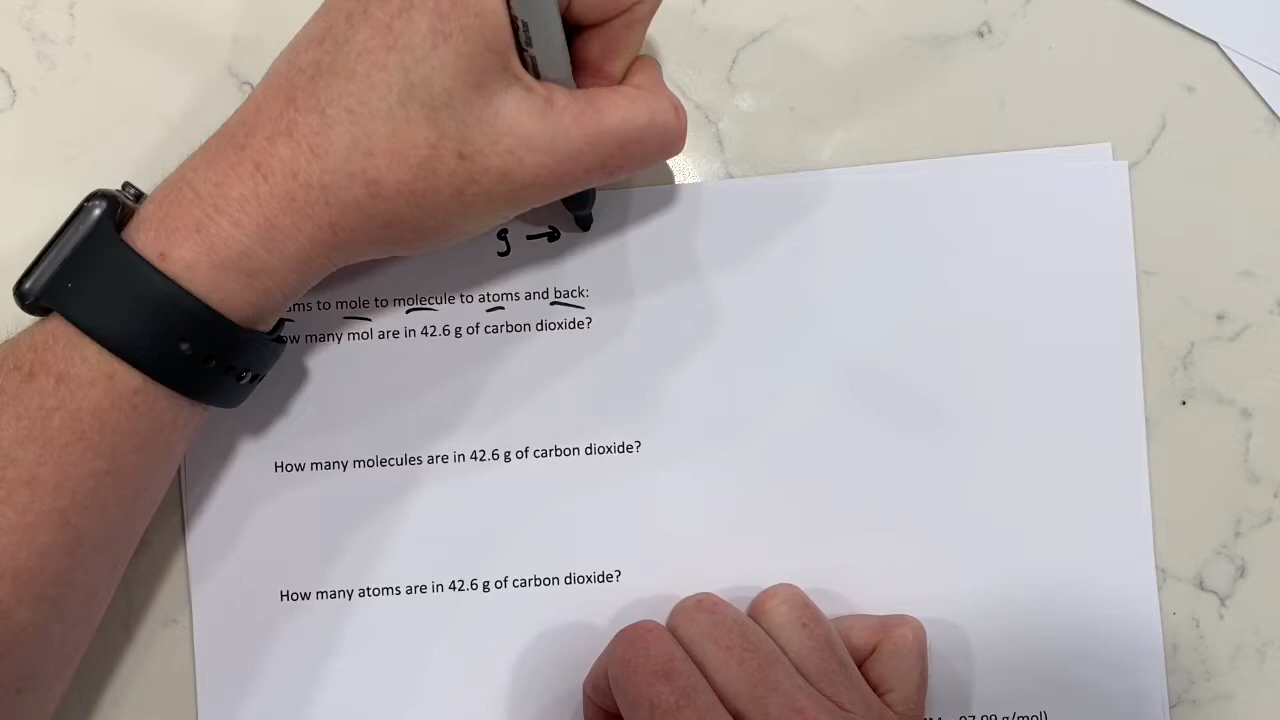 g →
to mole to molecule to atoms and back:
many mol are in 42.6 g of carbon dioxide?
How many molecules are in 42.6 g of carbon dioxide?
How many atoms are in 42.6 g of carbon dioxide?
g/mol)